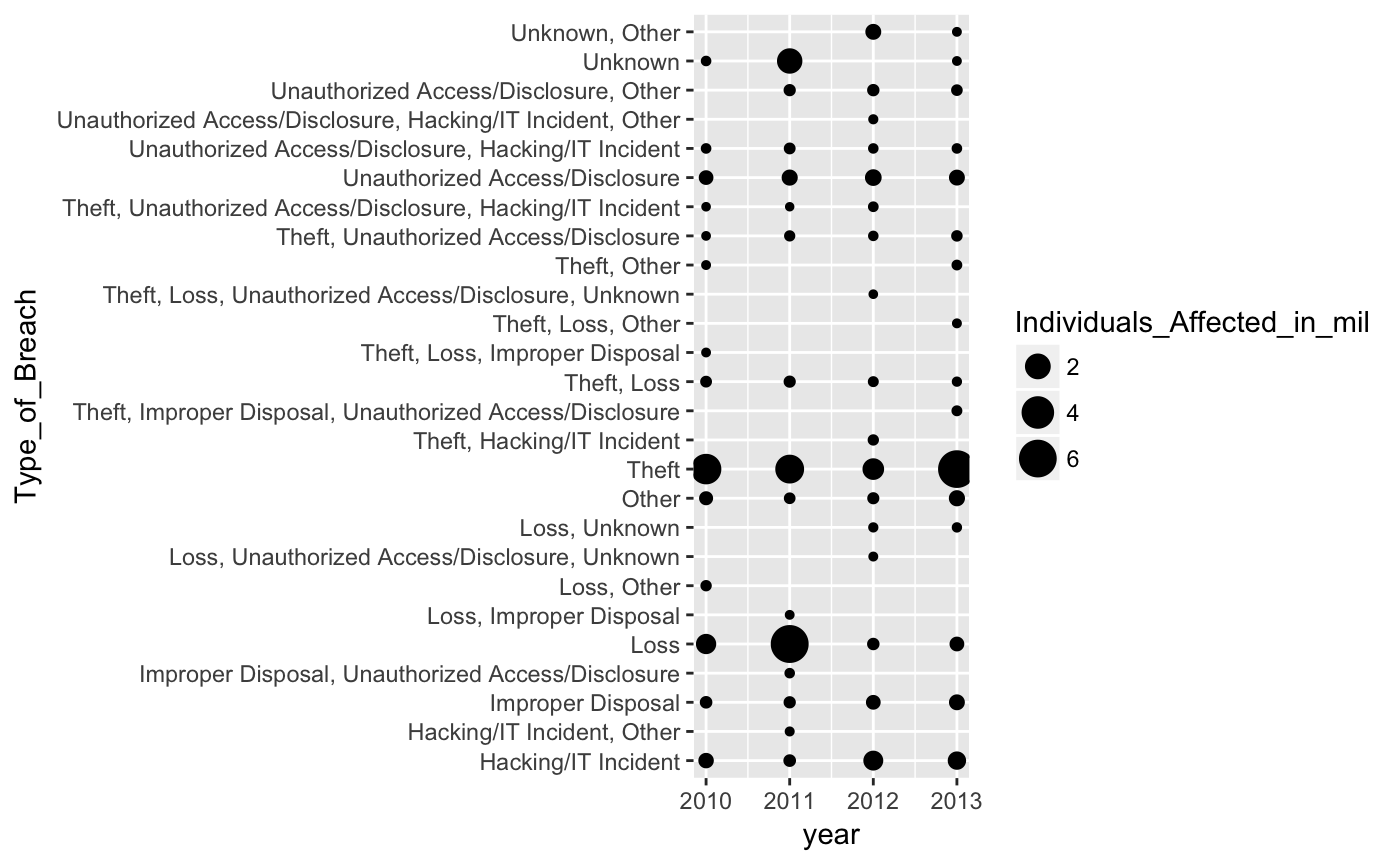 Unknown, Other
Unknown
Unauthorized Access/Disclosure, Other
Unauthorized Access/Disclosure, Hacking/IT Incident, Other
Unauthorized Access/Disclosure, Hacking/IT Incident
Unauthorized Access/Disclosure
Theft, Unauthorized Access/Disclosure, Hacking/IT Incident
Theft, Unauthorized Access/Disclosure
Theft, Other
Theft, Loss, Unauthorized Access/Disclosure, Unknown
Theft, Loss, Other
Theft, Loss, Improper Disposal
Theft, Loss
Theft, Improper Disposal, Unauthorized Access/Disclosure
Theft, Hacking/IT Incident
Theft
Other
Loss, Unknown
Loss, Unauthorized Access/Disclosure, Unknown
Loss, Other
Loss, Improper Disposal
Loss
Improper Disposal, Unauthorized Access/Disclosure
Improper Disposal
Hacking/IT Incident, Other
Hacking/IT Incident
Type_of_Breach
2010 2011 2012 2013
year
Individuals_Affected_in_mil
2
4
6